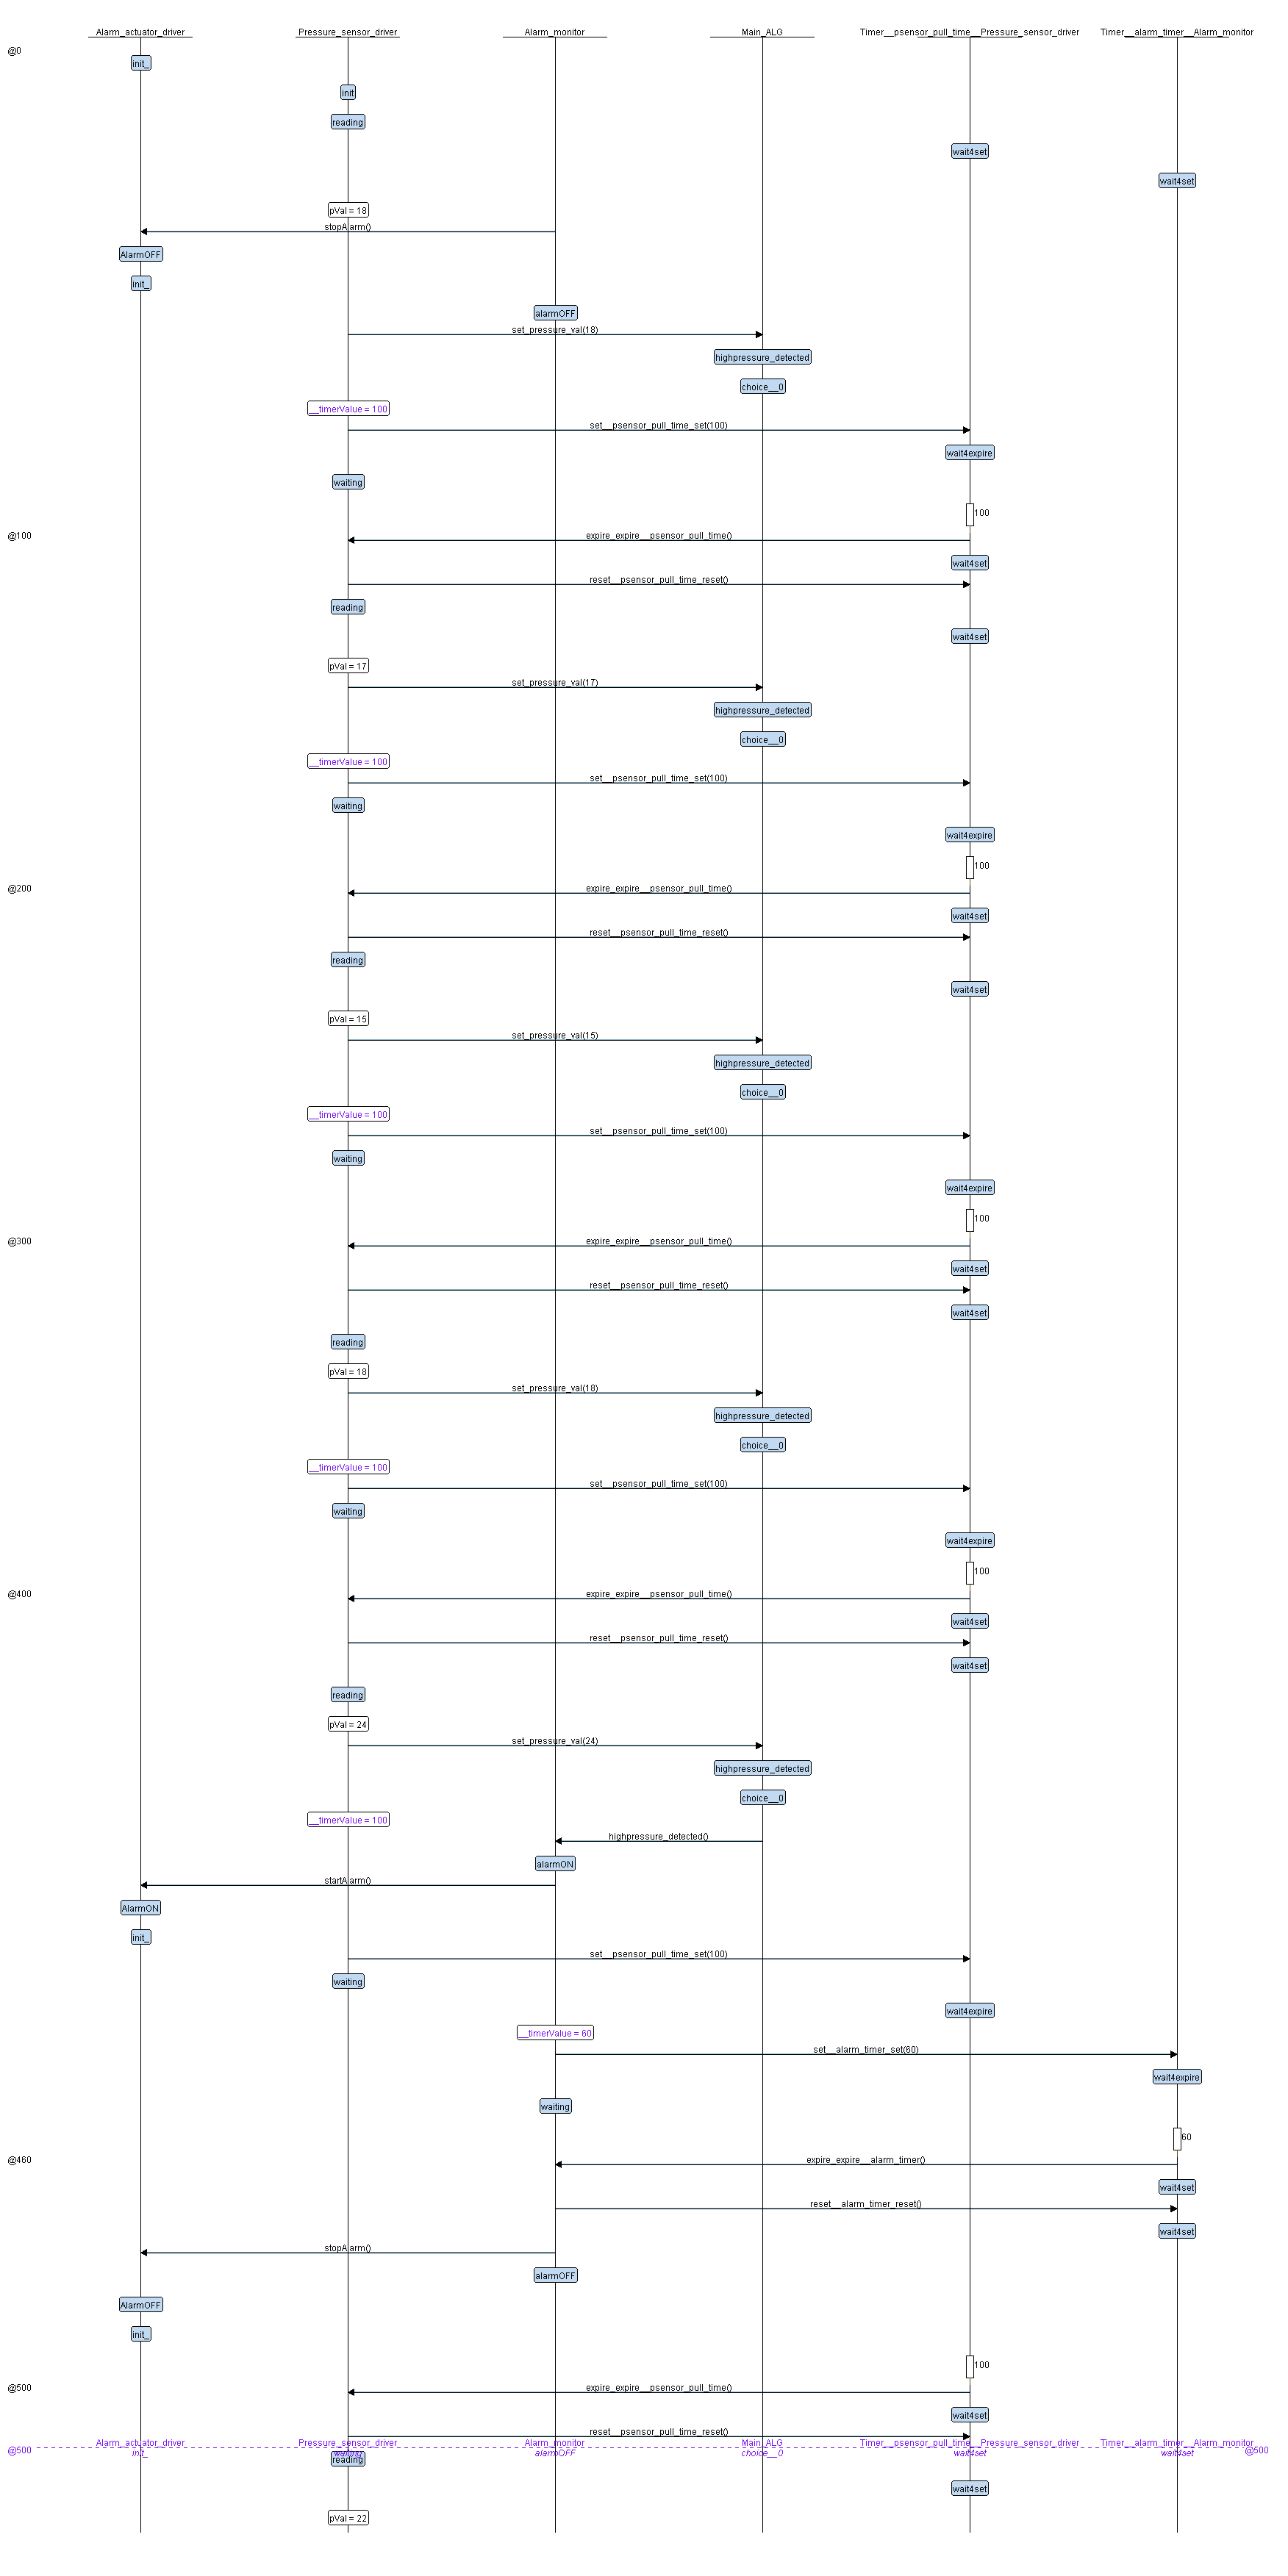 Alarm_actuator_driver Pressure_sensor_driver Alarm_monitor Main_ALG Timer__psensor_pull_time__Pressure_sensor_driver Timer__alarm_timer__Alarm_monitor
@0
init_
init
reading
wait4set
wait4set
pVal = 18
stopAlarm()
AlarmOFF
init_
alarmOFF
set_pressure_val(18)
highpressure_detected
choice__0
__timerValue = 100
set__psensor_pull_time_set(100)
wait4expire
waiting
100
@100
expire_expire__psensor_pull_time()
wait4set
reset__psensor_pull_time_reset()
reading
wait4set
pVal = 17
set_pressure_val(17)
highpressure_detected
choice__0
__timerValue = 100
set__psensor_pull_time_set(100)
waiting
wait4expire
100
@200
expire_expire__psensor_pull_time()
wait4set
reset__psensor_pull_time_reset()
reading
wait4set
pVal = 15
set_pressure_val(15)
highpressure_detected
choice__0
__timerValue = 100
set__psensor_pull_time_set(100)
waiting
wait4expire
100
@300
expire_expire__psensor_pull_time()
wait4set
reset__psensor_pull_time_reset()
wait4set
reading
pVal = 18
set_pressure_val(18)
highpressure_detected
choice__0
__timerValue = 100
set__psensor_pull_time_set(100)
waiting
wait4expire
100
@400
expire_expire__psensor_pull_time()
wait4set
reset__psensor_pull_time_reset()
wait4set
reading
pVal = 24
set_pressure_val(24)
highpressure_detected
choice__0
__timerValue = 100
highpressure_detected()
alarmON
startAlarm()
AlarmON
init_
set__psensor_pull_time_set(100)
waiting
wait4expire
__timerValue = 60
set__alarm_timer_set(60)
wait4expire
waiting
60
@460
expire_expire__alarm_timer()
wait4set
reset__alarm_timer_reset()
wait4set
stopAlarm()
alarmOFF
AlarmOFF
init_
100
@500
expire_expire__psensor_pull_time()
wait4set
reset__psensor_pull_time_reset()
Alarm_actuator_driver Pressure_sensor_driver Alarm_monitor Main_ALG Timer__psensor_pull_time__Pressure_sensor_driver Timer__alarm_timer__Alarm_monitor
@500 @500
init_ waiting alarmOFF choice__0 wait4set wait4set
reading
wait4set
pVal = 22